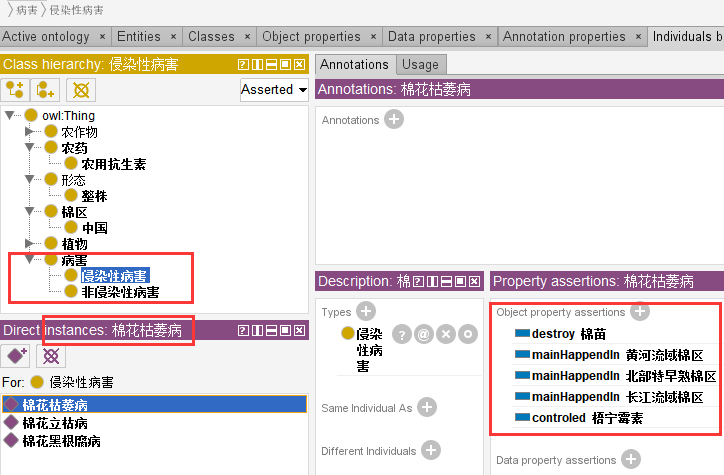 病害 侵染性病害
Active ontology × Entities × Classes × Object properties × Data properties × Annotation properties × Individuals b
Class hierarchy: 侵染性病害
Asserted
owl:Thing
农作物
农药
农用抗生素
形态
整株
棉区
中国
植物
病害
侵染性病害
非侵染性病害
Direct instances: 棉花枯萎病
For: 侵染性病害
棉花枯萎病
棉花立枯病
棉花黑根腐病
Annotations Usage
Annotations: 棉花枯萎病
Annotations
Description: 棉
Types
侵染性病害
Same Individual As
Different Individuals
Property assertions: 棉花枯萎病
Object property assertions
destroy 棉苗
mainHappendIn 黄河流域棉区
mainHappendIn 北部特早熟棉区
mainHappendIn 长江流域棉区
controled 梧宁霉素
Data property assertions